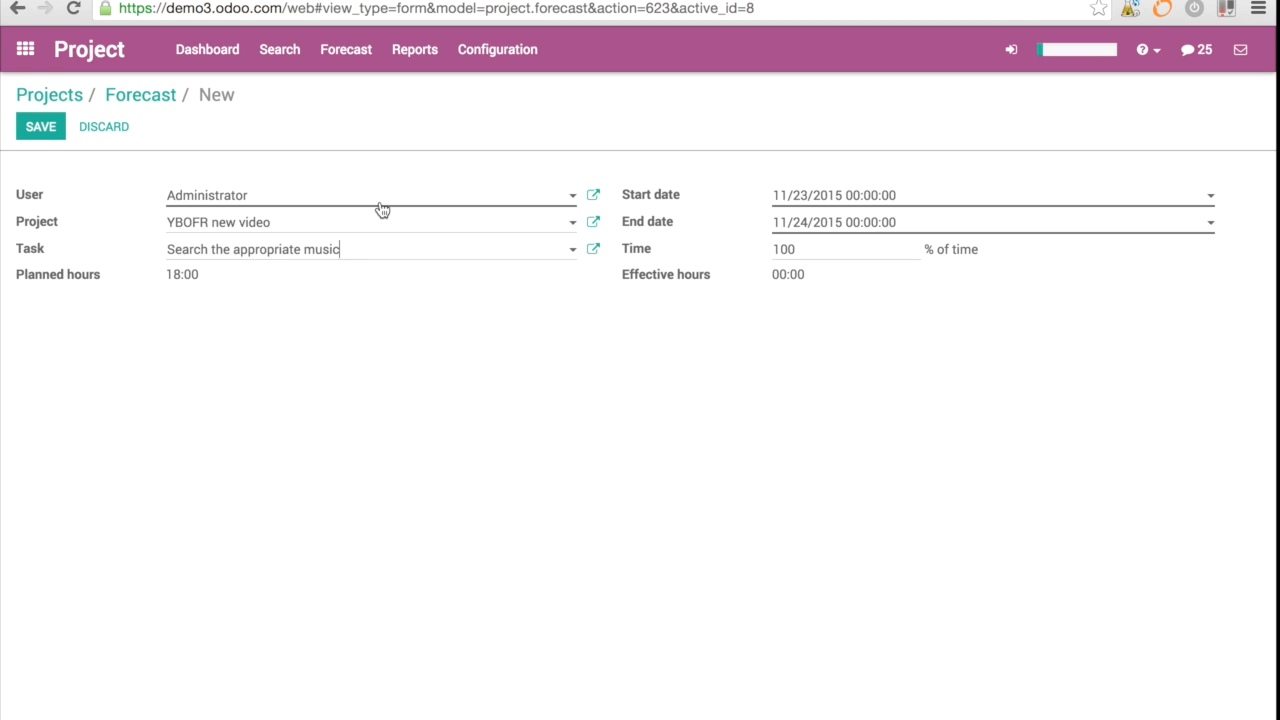 https://demo3.odoo.com/web#view_type=form&model=project.forecast&action=623&active_id=8
Project Dashboard Search Forecast Reports Configuration 25
Projects / Forecast / New
SAVE DISCARD
User Administrator Start date 11/23/2015 00:00:00
Project YBOFR new video End date 11/24/2015 00:00:00
Task Search the appropriate music Time 100 % of time
Planned hours 18:00 Effective hours 00:00